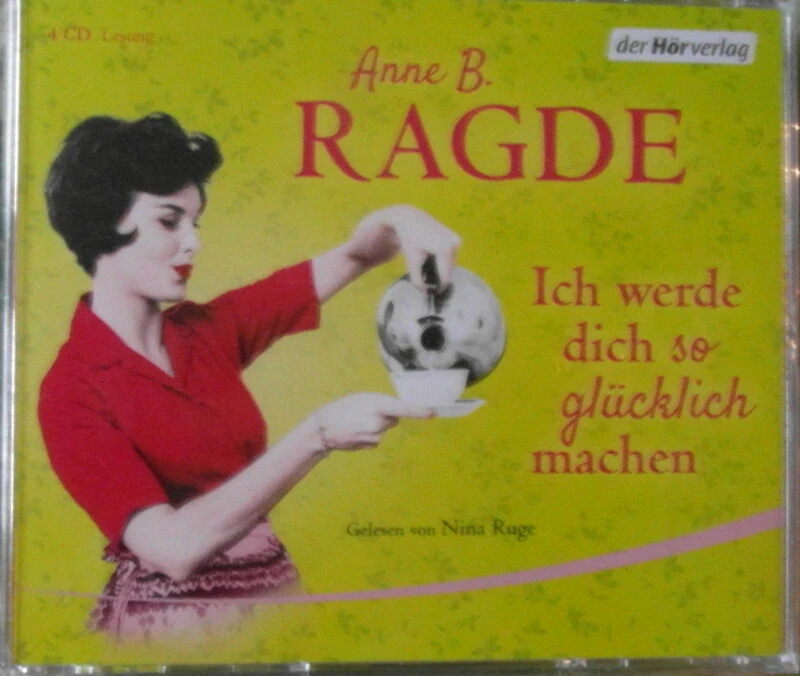 4 CD Lesung
der Hörverlag
Anne B.
RAGDE
Ich werde
dich so
glücklich
machen
Gelesen von Nina Ruge